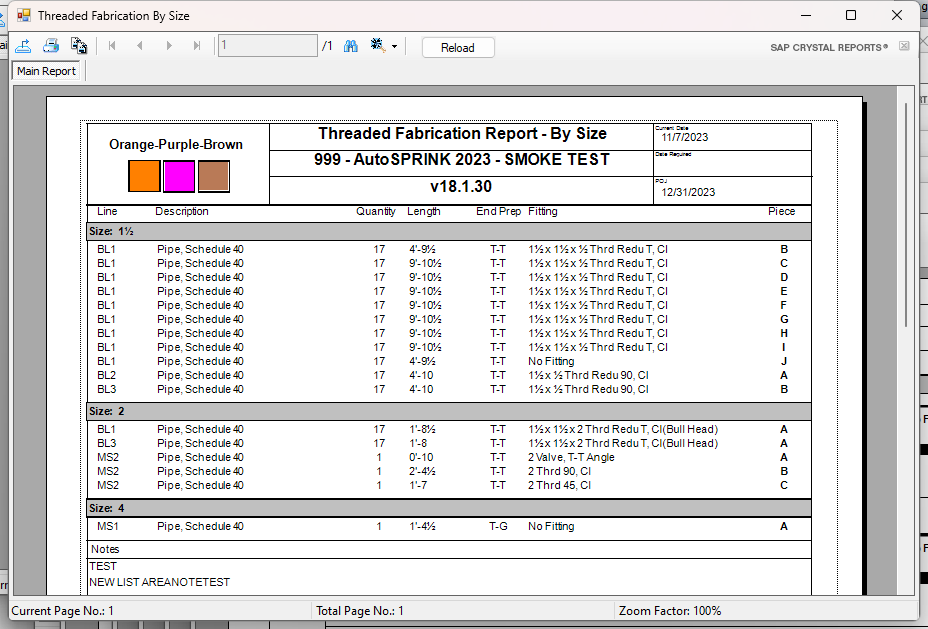 Threaded Fabrication By Size
1 /1 Reload SAP CRYSTAL REPORTS®
Main Report
Orange-Purple-Brown
Threaded Fabrication Report - By Size
999 - AutoSPRINK 2023 - SMOKE TEST
v18.1.30
Current Date
11/7/2023
Date Required
POJ
12/31/2023
Line Description Quantity Length End Prep Fitting Piece
Size: 1½
BL1 Pipe, Schedule 40 17 4'-9½ T-T 1½ x 1½ x ½ Thrd Redu T, CI B
BL1 Pipe, Schedule 40 17 9'-10½ T-T 1½ x 1½ x ½ Thrd Redu T, CI C
BL1 Pipe, Schedule 40 17 9'-10½ T-T 1½ x 1½ x ½ Thrd Redu T, CI D
BL1 Pipe, Schedule 40 17 9'-10½ T-T 1½ x 1½ x ½ Thrd Redu T, CI E
BL1 Pipe, Schedule 40 17 9'-10½ T-T 1½ x 1½ x ½ Thrd Redu T, CI F
BL1 Pipe, Schedule 40 17 9'-10½ T-T 1½ x 1½ x ½ Thrd Redu T, CI G
BL1 Pipe, Schedule 40 17 9'-10½ T-T 1½ x 1½ x ½ Thrd Redu T, CI H
BL1 Pipe, Schedule 40 17 9'-10½ T-T 1½ x 1½ x ½ Thrd Redu T, CI I
BL1 Pipe, Schedule 40 17 4'-9½ T-T No Fitting J
BL2 Pipe, Schedule 40 17 4'-10 T-T 1½ x ½ Thrd Redu 90, CI A
BL3 Pipe, Schedule 40 17 4'-10 T-T 1½ x ½ Thrd Redu 90, CI B
Size: 2
BL1 Pipe, Schedule 40 17 1'-8½ T-T 1½ x 1½ x 2 Thrd Redu T, CI(Bull Head) A
BL3 Pipe, Schedule 40 17 1'-8 T-T 1½ x 1½ x 2 Thrd Redu T, CI(Bull Head) A
MS2 Pipe, Schedule 40 1 0'-10 T-T 2 Valve, T-T Angle A
MS2 Pipe, Schedule 40 1 2'-4½ T-T 2 Thrd 90, CI B
MS2 Pipe, Schedule 40 1 1'-7 T-T 2 Thrd 45, CI C
Size: 4
MS1 Pipe, Schedule 40 1 1'-4½ T-G No Fitting A
Notes
TEST
NEW LIST AREANOTETEST
Current Page No.: 1 Total Page No.: 1 Zoom Factor: 100%